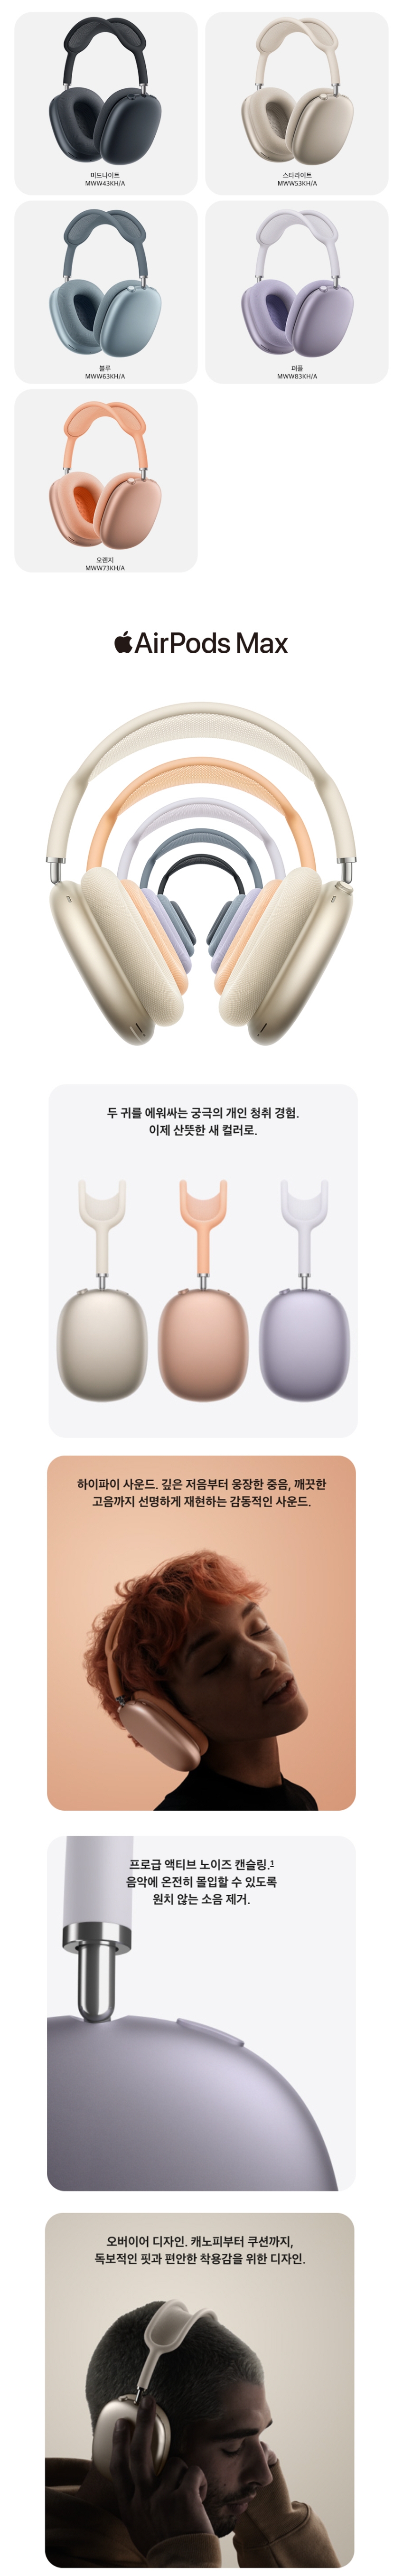 미드나이트
MWW43KH/A
스타라이트
MWW53KH/A
블루
MWW63KH/A
퍼플
MWW83KH/A
오렌지
MWW73KH/A
AirPods Max
두 귀를 에워싸는 궁극의 개인 청취 경험.
이제 산뜻한 새 컬러로.
하이파이 사운드. 깊은 저음부터 웅장한 중음, 깨끗한
고음까지 선명하게 재현하는 감동적인 사운드.
프로급 액티브 노이즈 캔슬링.1
음악에 온전히 몰입할 수 있도록
원치 않는 소음 제거.
오버이어 디자인. 캐노피부터 쿠션까지,
독보적인 핏과 편안한 착용감을 위한 디자인.